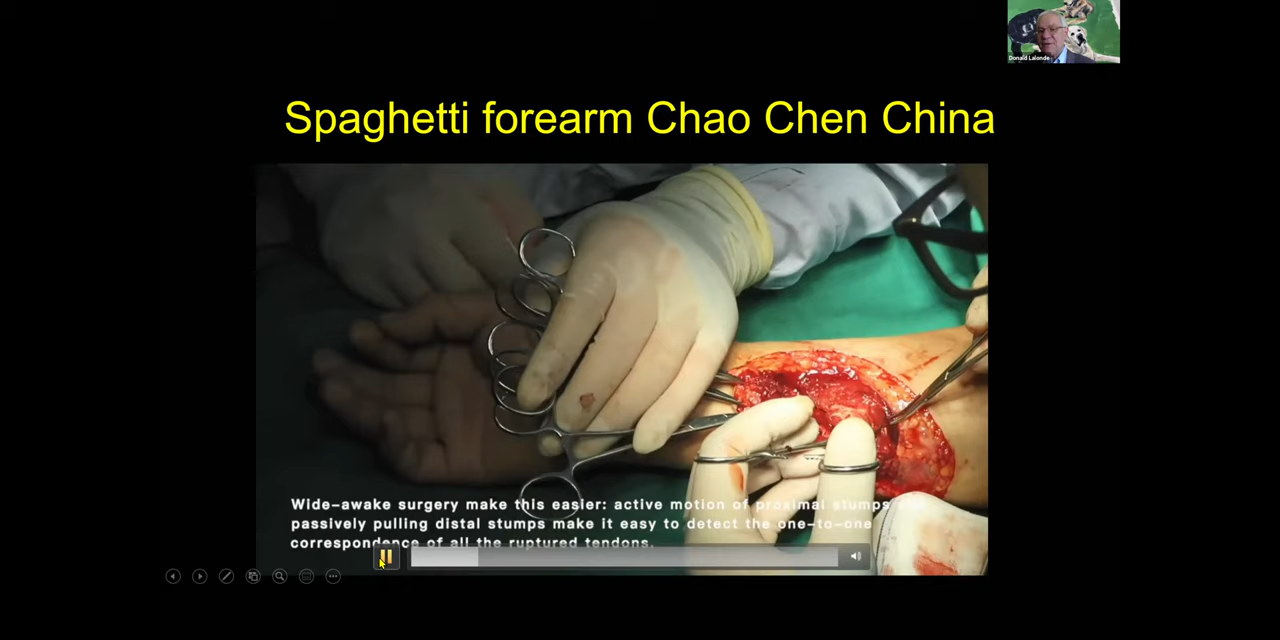 Donald Lalonde
Spaghetti forearm Chao Chen China
Wide-awake surgery make this easier: active motion of proximal stumps
passively pulling distal stumps make it easy to detect the one-to-one
correspondence of all the ruptured tendons.